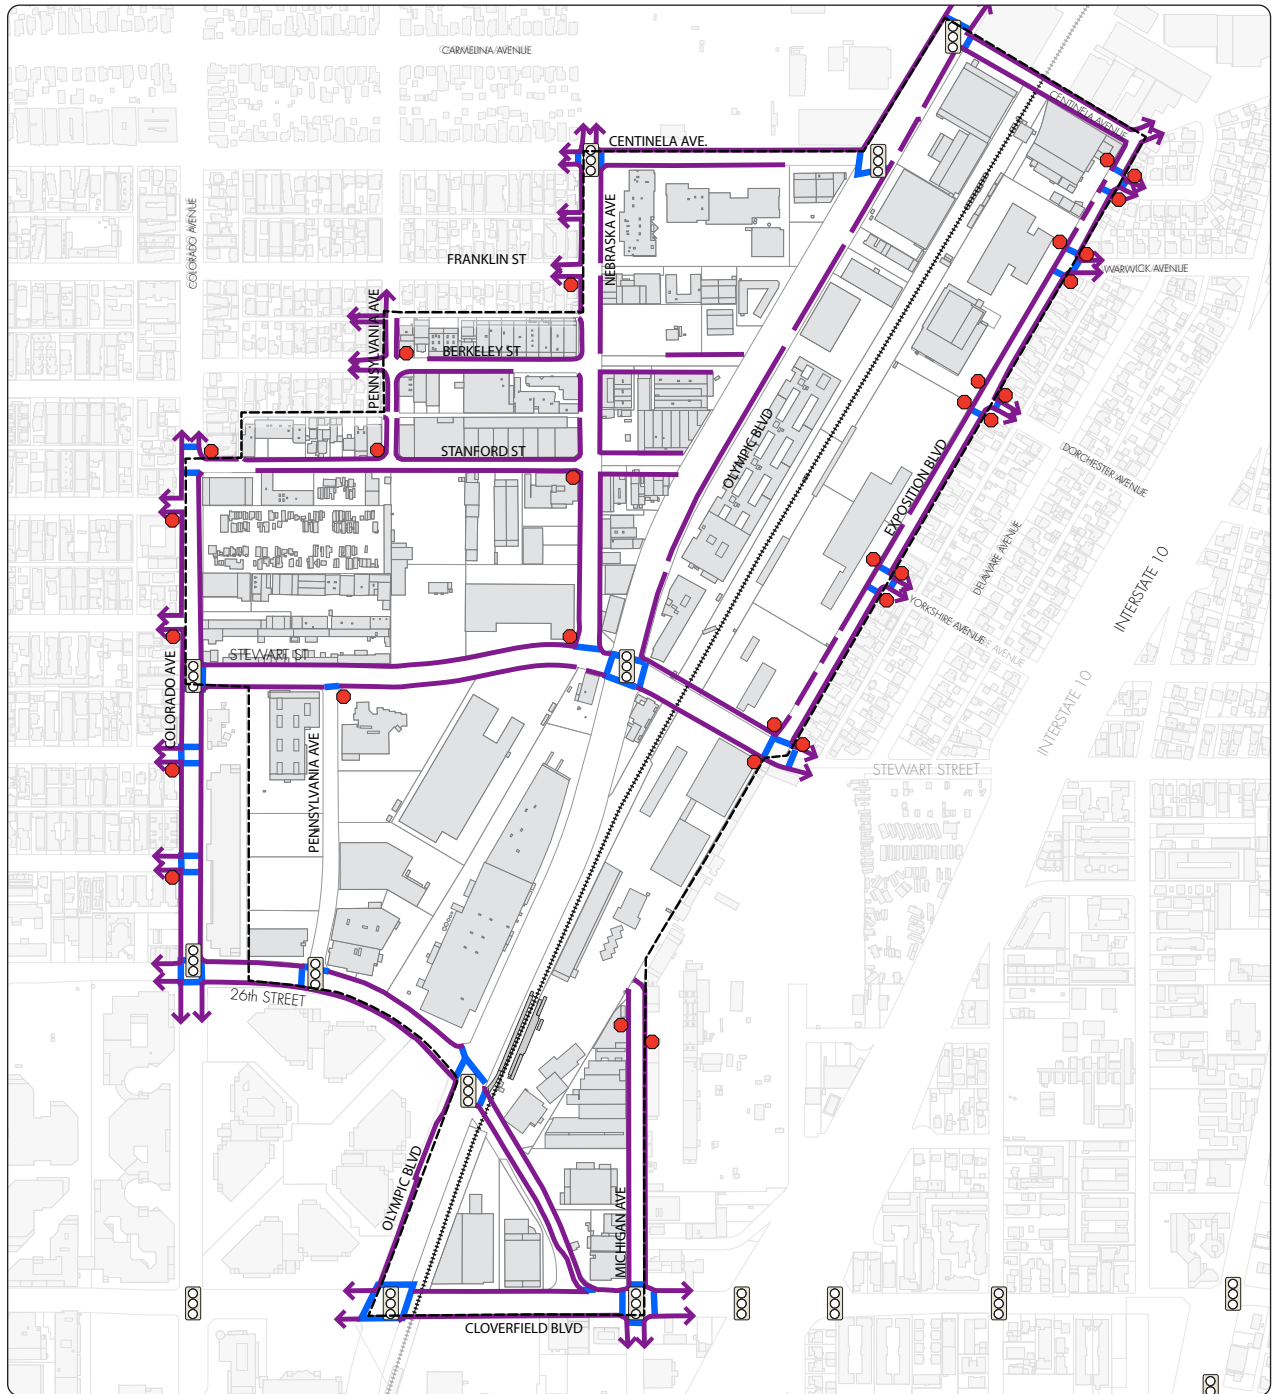 CARMELINA AVENUE
CENTINELA AVENUE
CENTINELA AVE.
COLORADO AVENUE
NEBRASKA AVE
FRANKLIN ST
WARWICK AVENUE
PENNSYLVANIA AVE
BERKELEY ST
STANFORD ST
OLYMPIC BLVD
EXPOSITION BLVD
DORCHESTER AVENUE
DELAWARE AVENUE
INTERSTATE 10
YORKSHIRE AVENUE
AVENUE
STEWART ST
COLORADO AVE
INTERSTATE 10
PENNSYLVANIA AVE
STEWART STREET
26th STREET
OLYMPIC BLVD
MICHIGAN AVE
CLOVERFIELD BLVD